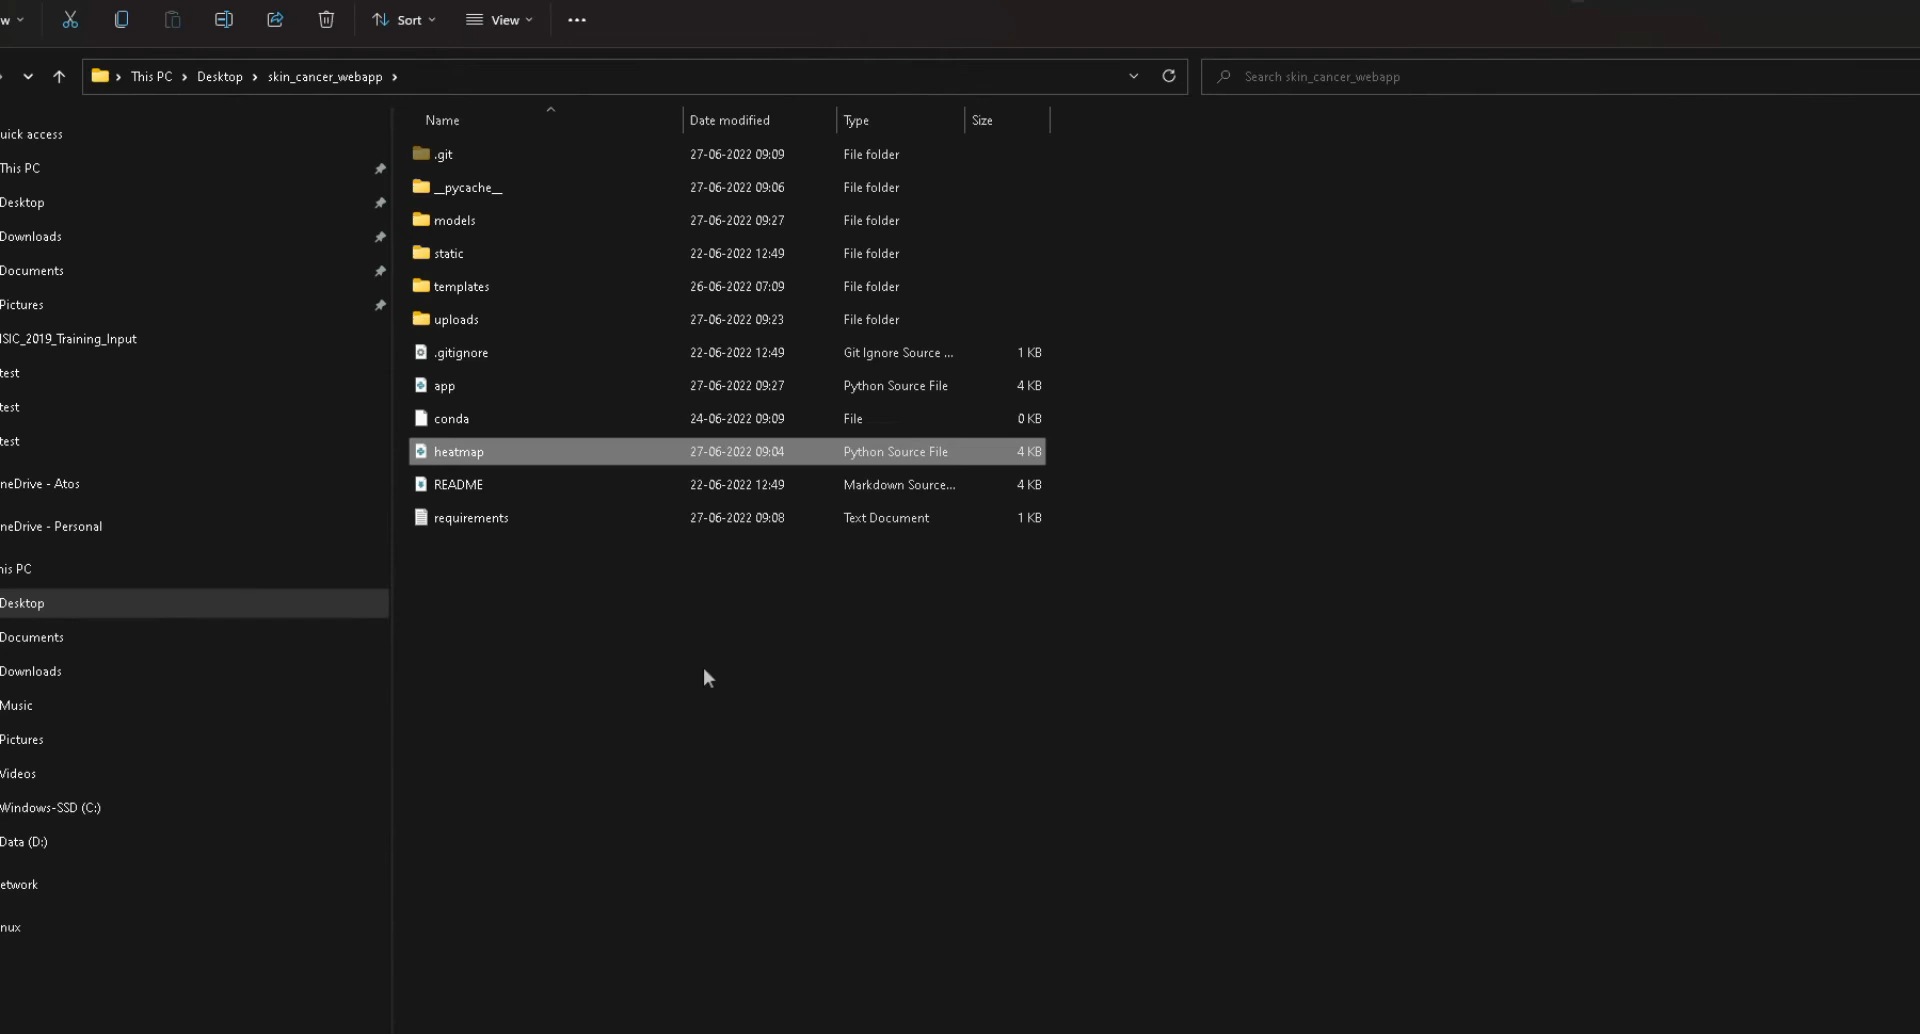 w
Sort
View
This PC
Desktop
skin_cancer_webapp
Search skin_cancer_webapp
uick access
This PC
Desktop
Downloads
Documents
Pictures
ISIC_2019_Training_Input
test
test
test
neDrive - Atos
neDrive - Personal
his PC
Desktop
Documents
Downloads
Music
Pictures
Videos
Windows-SSD (C:)
Data (D:)
etwork
nux
Name Date modified Type Size
.git 27-06-2022 09:09 File folder
__pycache__ 27-06-2022 09:06 File folder
models 27-06-2022 09:27 File folder
static 22-06-2022 12:49 File folder
templates 26-06-2022 07:09 File folder
uploads 27-06-2022 09:23 File folder
.gitignore 22-06-2022 12:49 Git Ignore Source ... 1 KB
app 27-06-2022 09:27 Python Source File 4 KB
conda 24-06-2022 09:09 File 0 KB
heatmap 27-06-2022 09:04 Python Source File 4 KB
README 22-06-2022 12:49 Markdown Source... 4 KB
requirements 27-06-2022 09:08 Text Document 1 KB